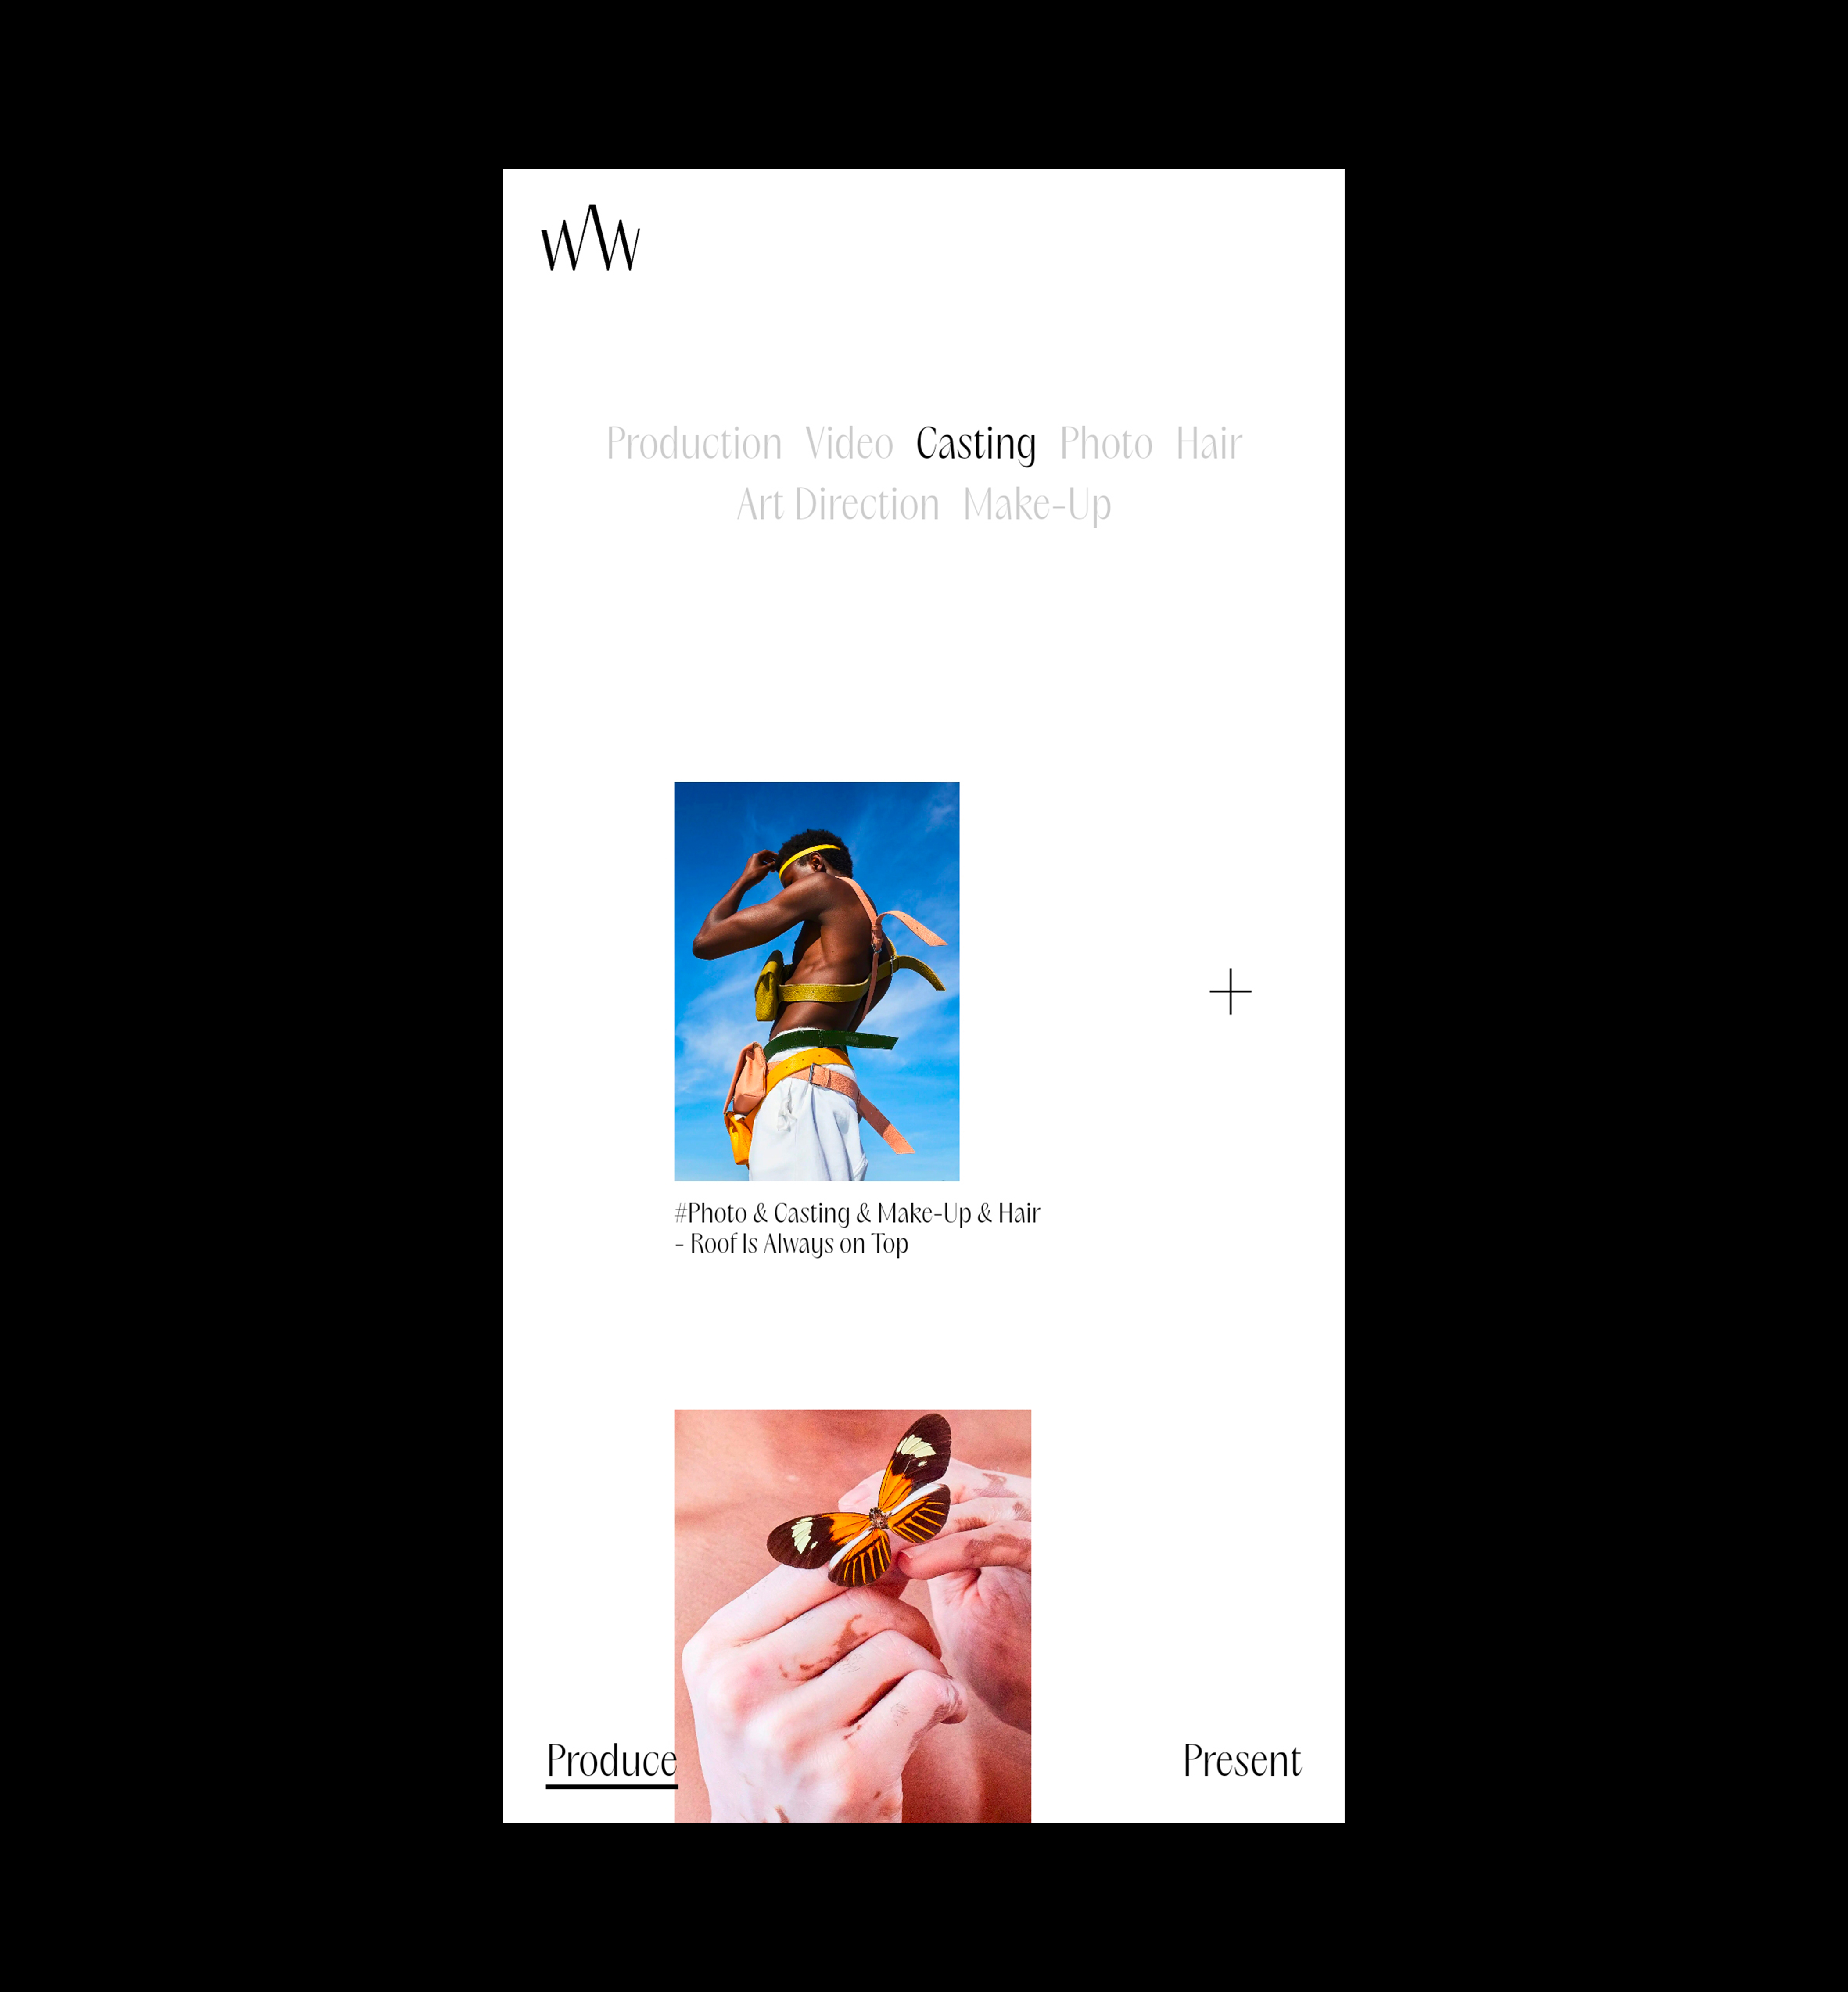 WWW
Production Video Casting Photo Hair
Art Direction Make-Up
#Photo & Casting & Make-Up & Hair
- Roof Is Always on Top
Produce
Present